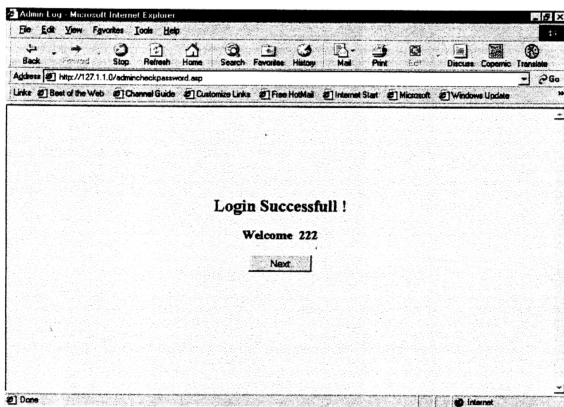 Admin Log - Microsoft Internet Explorer
File Edit View Favorites Tools Help
Back Forward Stop Refresh Home Search Favorites History Mail Print Edit Discuss Copernic Translate
Address http://127.1.1.0/admincheckpassword.asp Go
Links Best of the Web Channel Guide Customize Links Free HotMail Internet Start Microsoft Windows Update
Login Successfull !
Welcome 222
Next
Done Internet